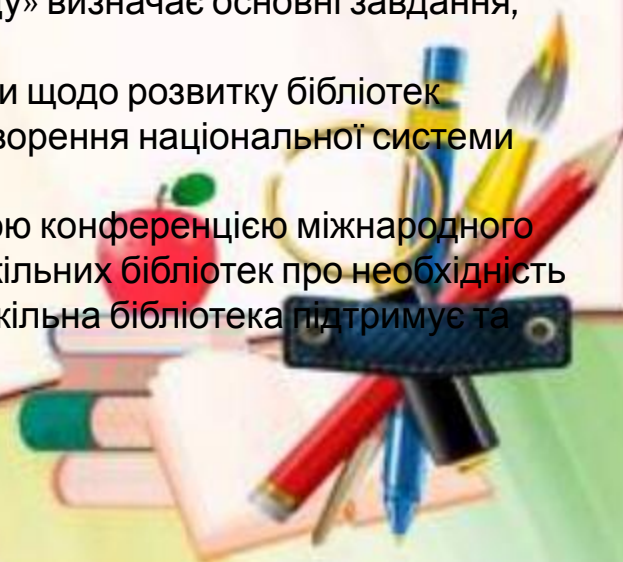 ду» визначає основні завдання,
и щодо розвитку бібліотек
ворення національної системи
ою конференцією міжнародного
кільних бібліотек про необхідність
кільна бібліотека підтримує та